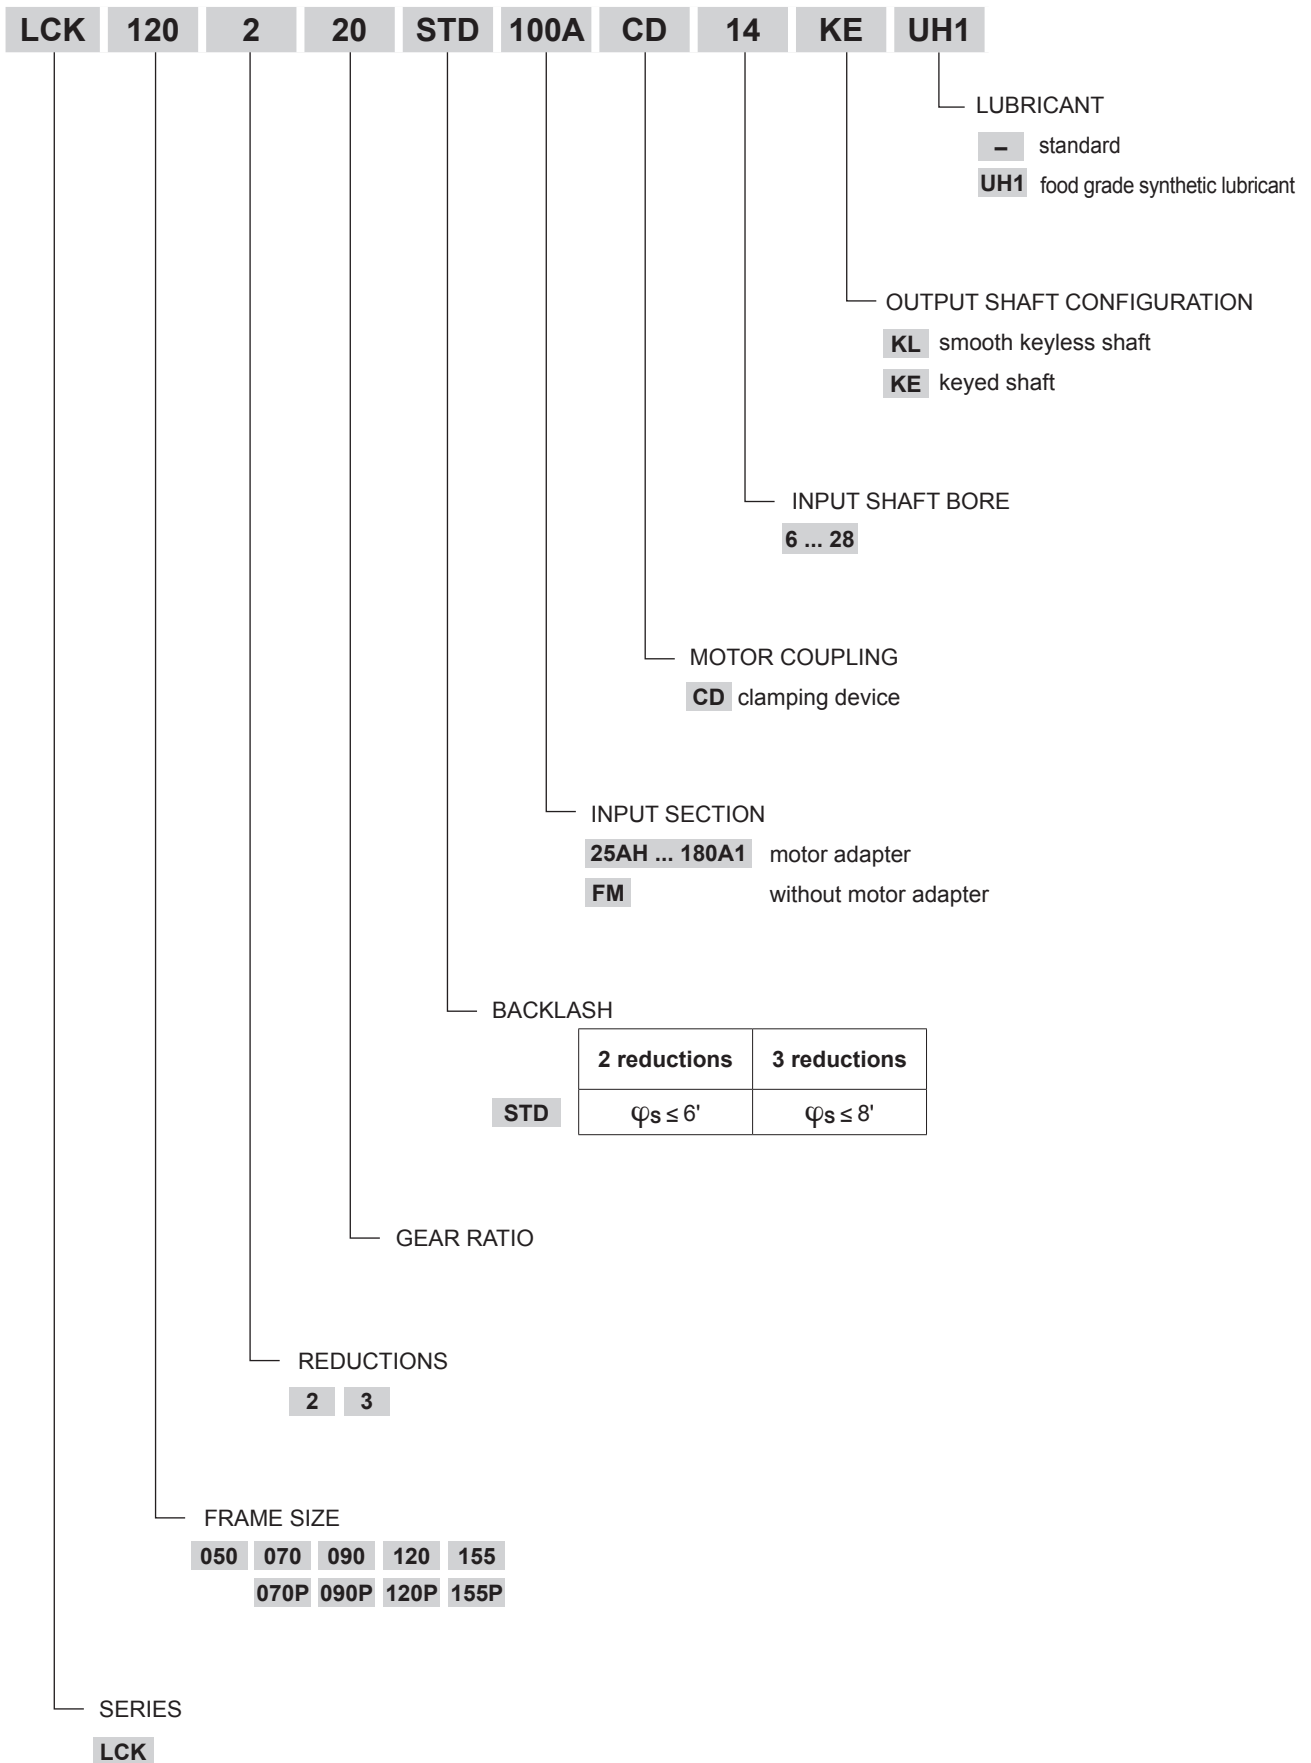 LCK 120 2 20 STD 100A CD 14 KE UH1
LUBRICANT
– standard
UH1 food grade synthetic lubricant
OUTPUT SHAFT CONFIGURATION
KL smooth keyless shaft
KE keyed shaft
INPUT SHAFT BORE
6 ... 28
MOTOR COUPLING
CD clamping device
INPUT SECTION
25AH ... 180A1 motor adapter
FM without motor adapter
BACKLASH
2 reductions 3 reductions
STD φs ≤ 6' φs ≤ 8'
GEAR RATIO
REDUCTIONS
2 3
FRAME SIZE
050 070 090 120 155
070P 090P 120P 155P
SERIES
LCK